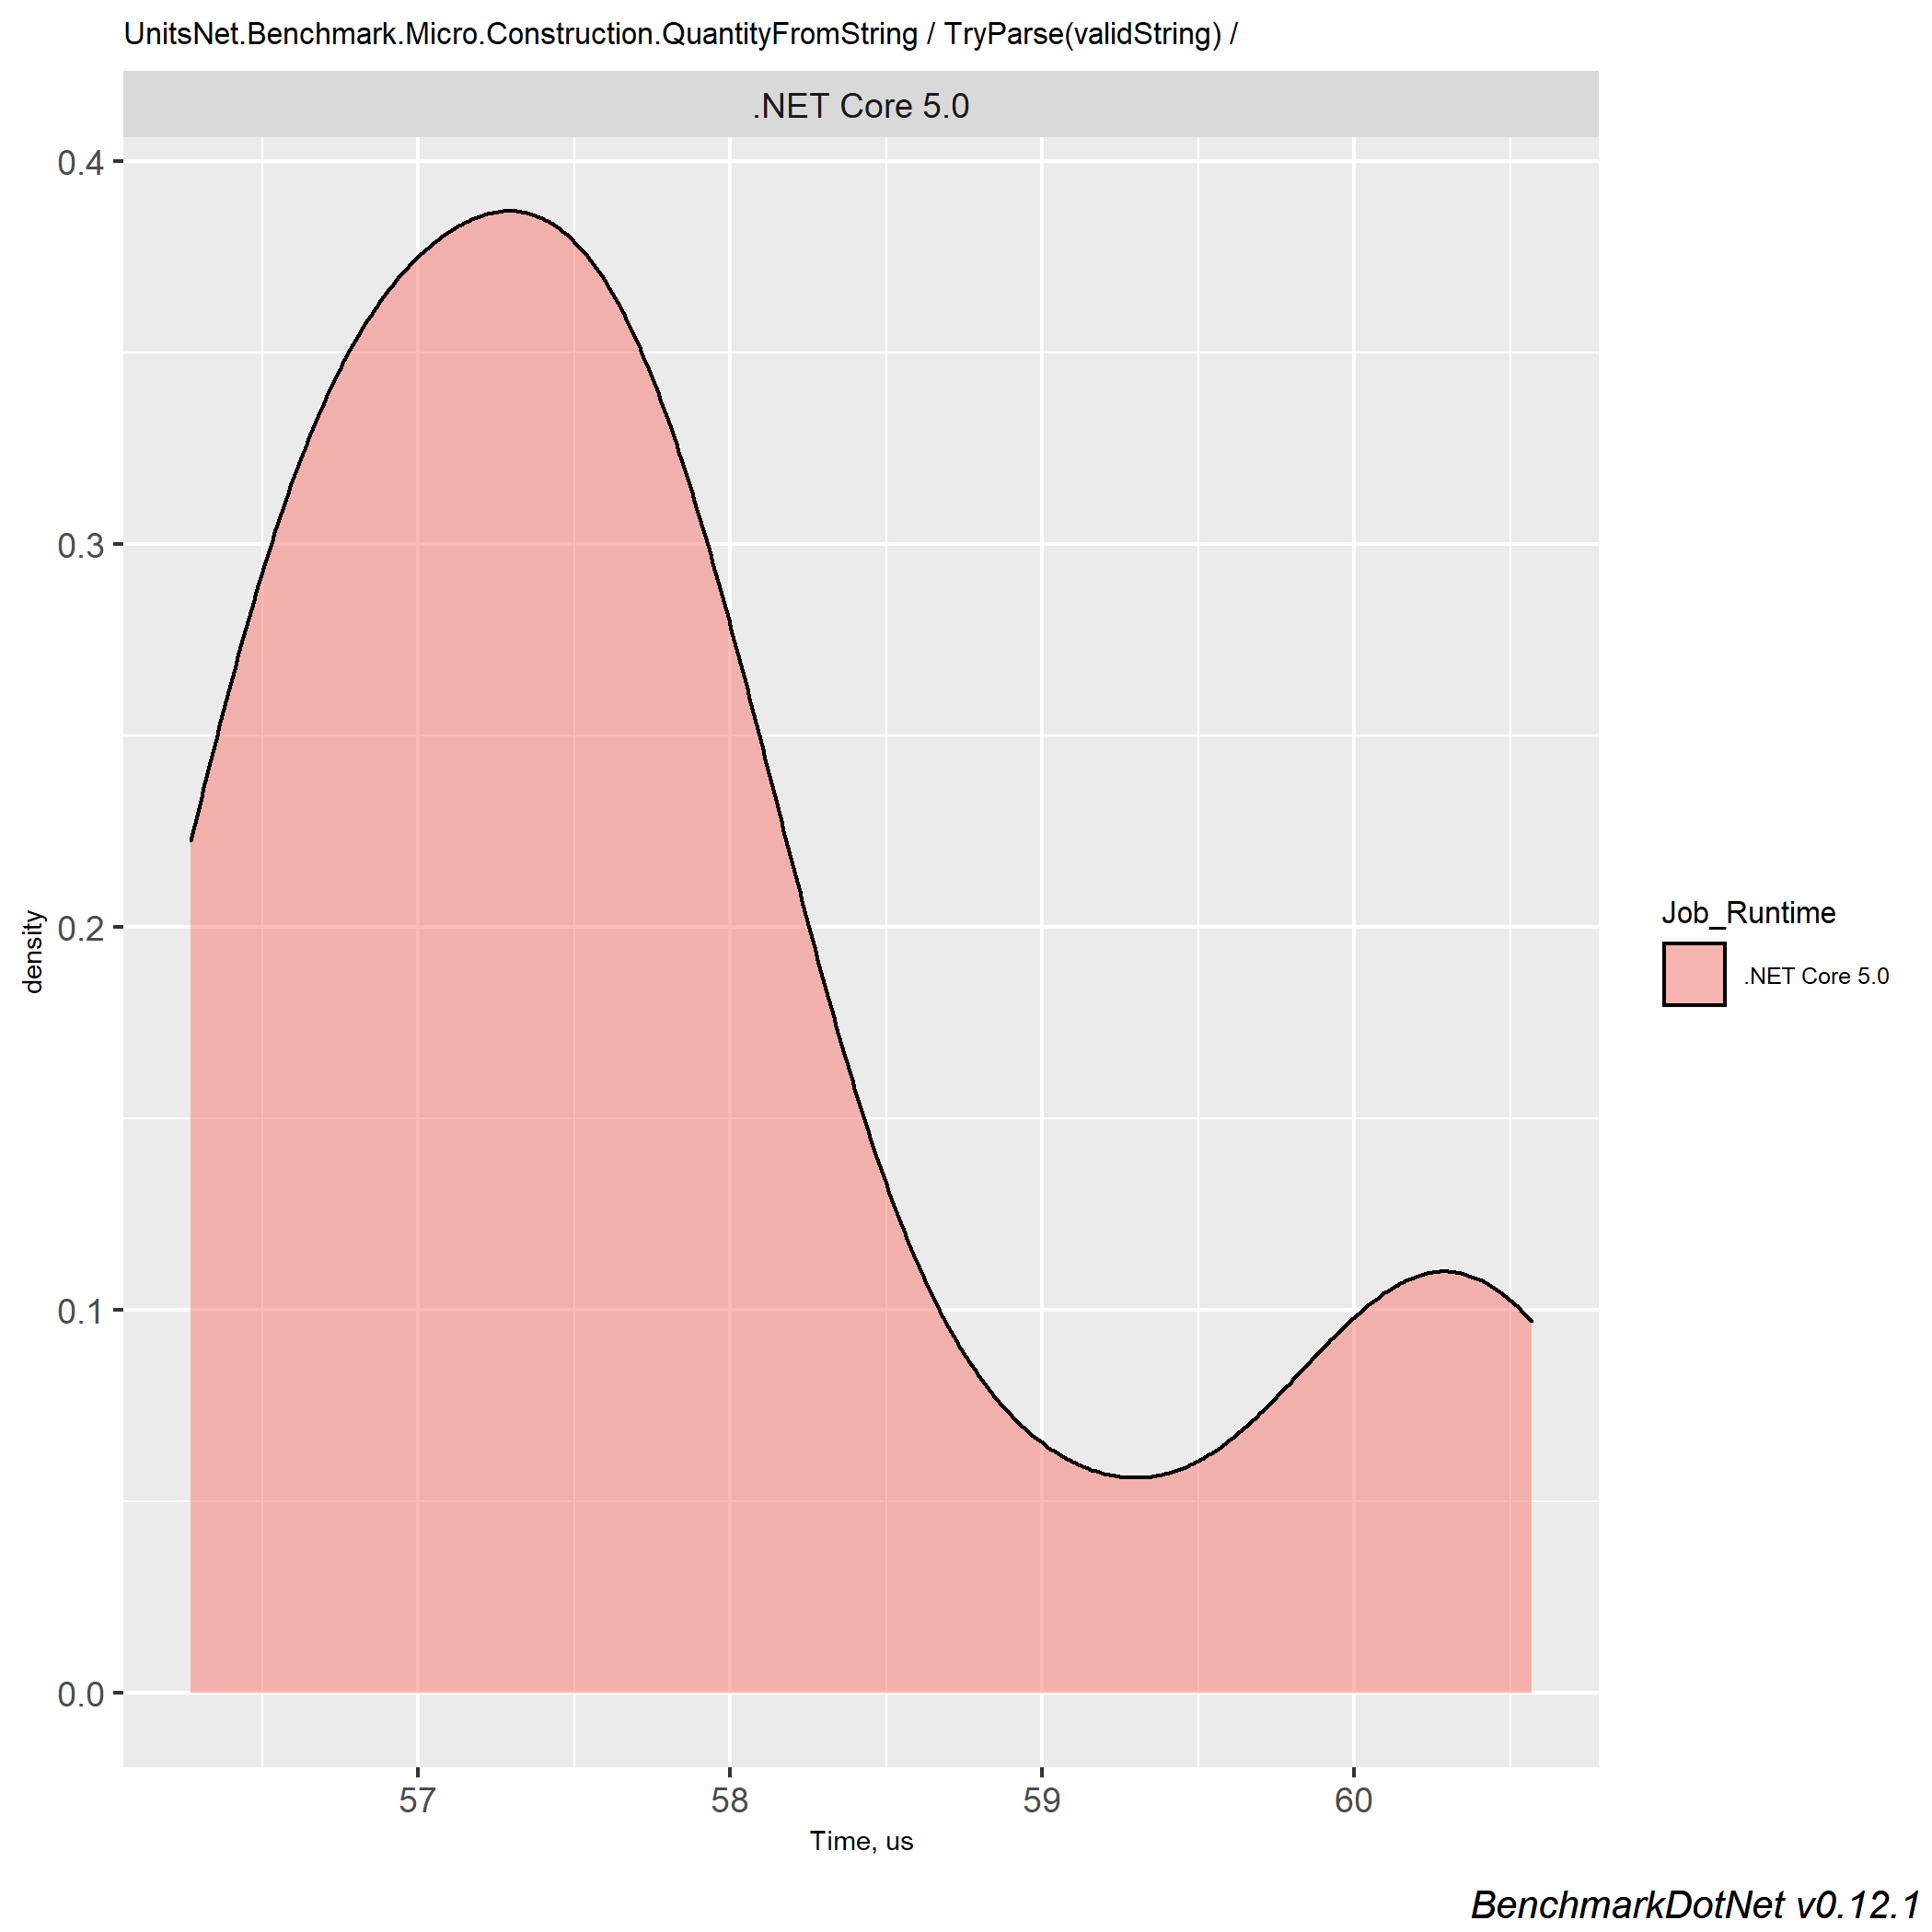 UnitsNet.Benchmark.Micro.Construction.QuantityFromString / TryParse(validString) /
.NET Core 5.0
0.4
0.3
0.2
0.1
0.0
density
57 58 59 60
Time, us
Job_Runtime
.NET Core 5.0
BenchmarkDotNet v0.12.1